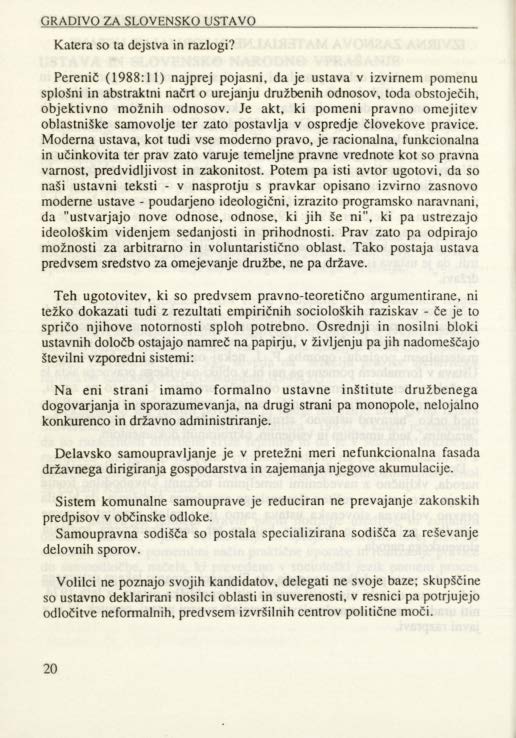 GRADIVO ZA SLOVENSKO USTAVO
Katera so ta dejstva in razlogi?
Perenič (1988:11) najprej pojasni, da je ustava v izvirnem pomenu
splošni in abstraktni načrt o urejanju družbenih odnosov, toda obstoječih,
objektivno možnih odnosov. Je akt, ki pomeni pravno omejitev
oblastniške samovolje ter zato postavlja v ospredje človekove pravice.
Moderna ustava, kot tudi vse moderno pravo, je racionalna, funkcionalna
in učinkovita ter prav zato varuje temeljne pravne vrednote kot so pravna
varnost, predvidljivost in zakonitost. Potem pa isti avtor ugotovi, da so
naši ustavni teksti - v nasprotju s pravkar opisano izvirno zasnovo
moderne ustave - poudarjeno ideologični, izrazito programsko naravnani,
da "ustvarjajo nove odnose, odnose, ki jih še ni", ki pa ustrezajo
ideološkim videnjem sedanjosti in prihodnosti. Prav zato pa odpirajo
možnosti za arbitrarno in voluntaristično oblast. Tako postaja ustava
predvsem sredstvo za omejevanje družbe, ne pa države.
Teh ugotovitev, ki so predvsem pravno-teoretično argumentirane, ni
težko dokazati tudi z rezultati empiričnih socioloških raziskav - če je to
spričo njihove notornosti sploh potrebno. Osrednji in nosilni bloki
ustavnih določb ostajajo namreč na papirju, v življenju pa jih nadomeščajo
številni vzporedni sistemi:
Na eni strani imamo formalno ustavne inštitute družbenega
dogovarjanja in sporazumevanja, na drugi strani pa monopole, nelojalno
konkurenco in državno administriranje.
Delavsko samoupravljanje je v pretežni meri nefunkcionalna fasada
državnega dirigiranja gospodarstva in zajemanja njegove akumulacije.
Sistem komunalne samouprave je reduciran ne prevajanje zakonskih
predpisov v občinske odloke.
Samoupravna sodišča so postala specializirana sodišča za reševanje
delovnih sporov.
Volilci ne poznajo svojih kandidatov, delegati ne svoje baze; skupščine
so ustavno deklarirani nosilci oblasti in suverenosti, v resnici pa potrjujejo
odločitve neformalnih, predvsem izvršilnih centrov politične moči.
20